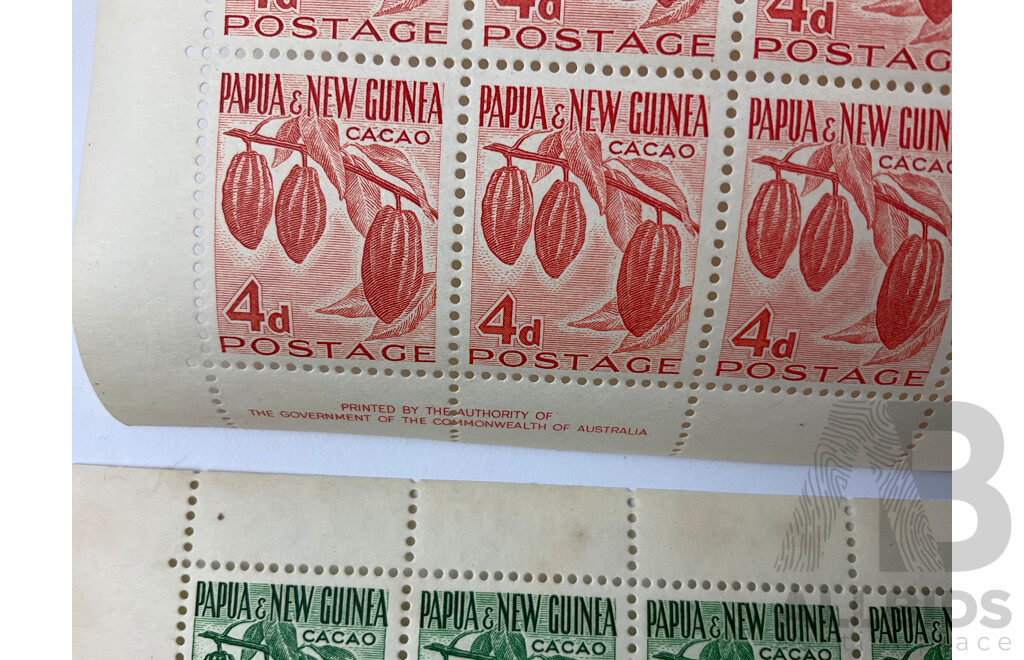 4d 4d 4d
POSTAGE POSTAGE POSTAGE
PAPUA & NEW GUINEA PAPUA & NEW GUINEA PAPUA & NEW GUIN
CACAO CACAO CACAO
4d 4d 4d
POSTAGE POSTAGE POSTAGE
PRINTED BY THE AUTHORITY OF
THE GOVERNMENT OF THE COMMONWEALTH OF AUSTRALIA
PAPUA & NEW GUINEA PAPUA & NEW GUINEA PAPUA & NEW GUINEA PAPUA & N
CACAO CACAO CACAO
AB